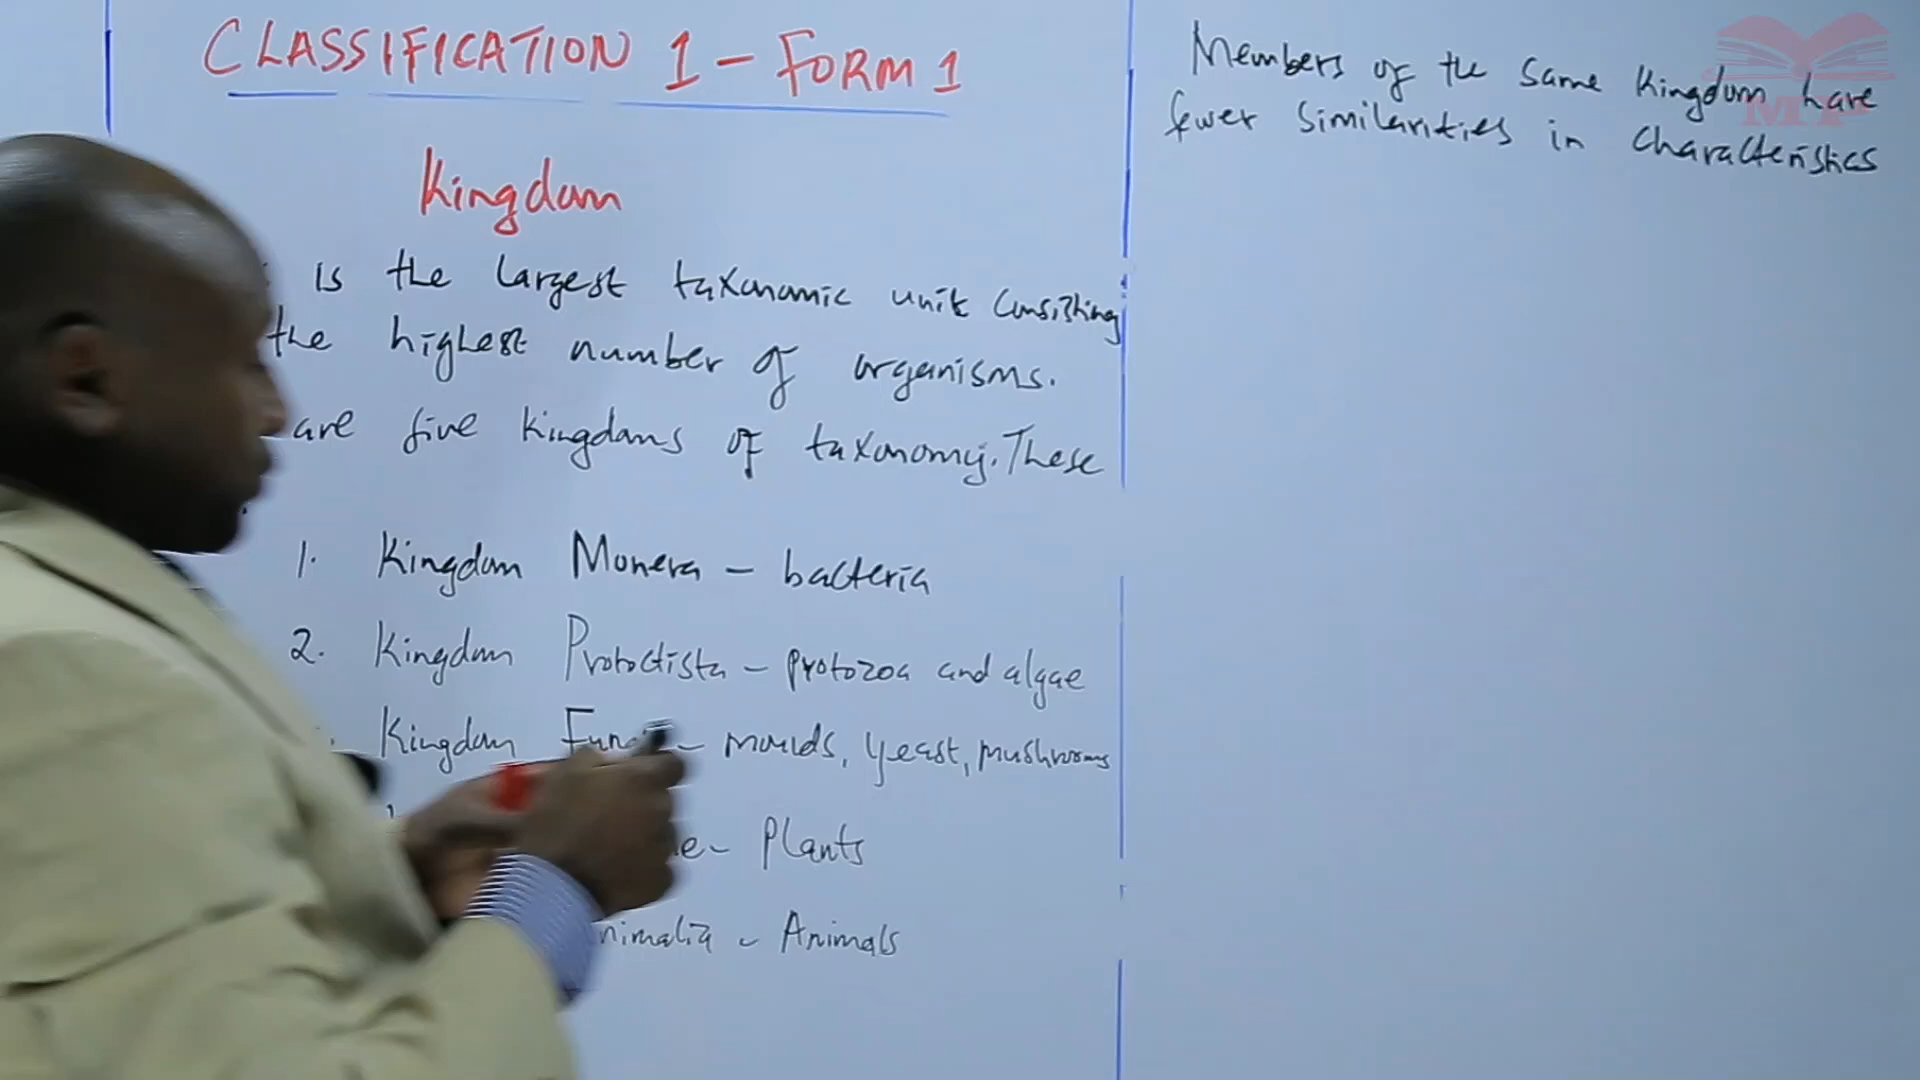 CLASSIFICATION 1 - FORM 1
Kingdom
is the largest taxonomic unit consisting
the highest number of organisms.
are five kingdoms of taxonomy. These
1. Kingdom Monera - bacteria
2. Kingdom Protoctista - protozoa and algae
Kingdom - moulds, yeast, mushrooms
- Plants
- Animals
Members of the same kingdom have
fewer similarities in characteristics
MTP